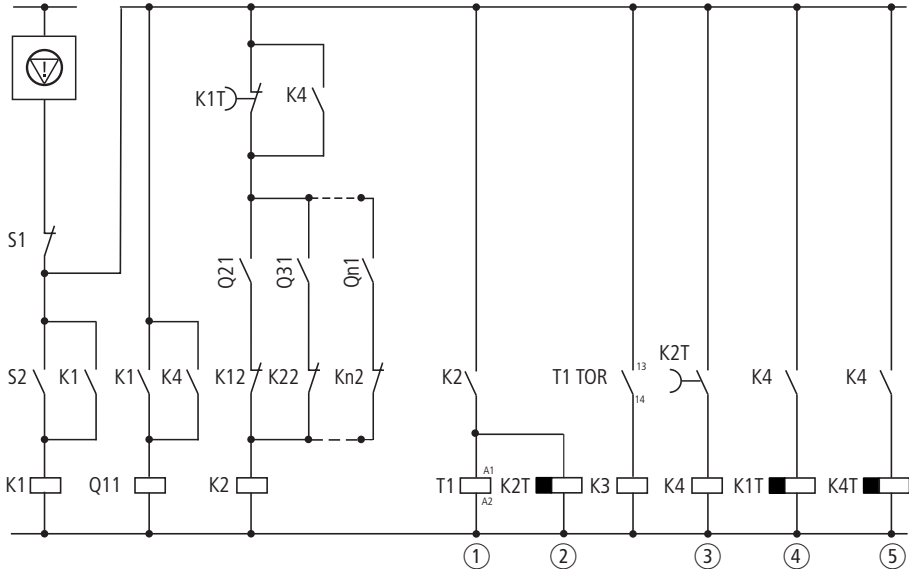 !
K1T K4
S1
Q21 Q31 Qn1
S2 K1 K1 K4 K12 K22 Kn2 K2 T1 TOR 13 14 K2T K4 K4
K1 Q11 K2 T1 A1 A2 K2T K3 K4 K1T K4T
1 2 3 4 5